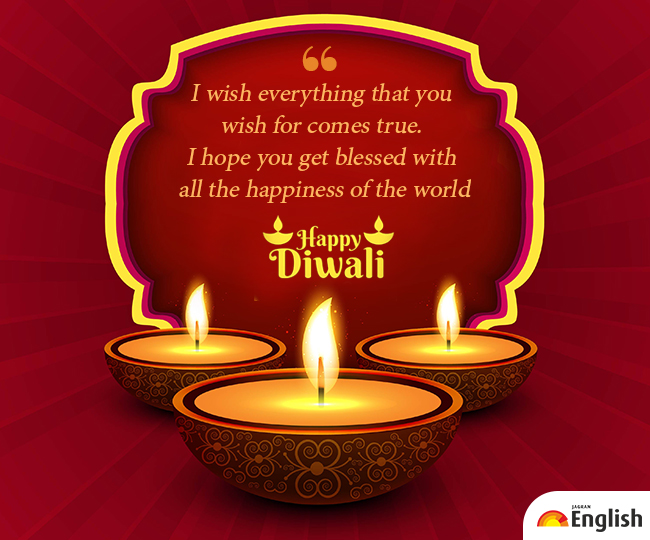 “
I wish everything that you
wish for comes true.
I hope you get blessed with
all the happiness of the world
Happy
Diwali
JAGRAN
English